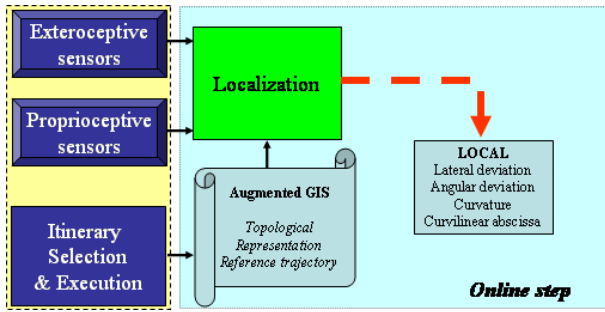 Exteroceptive
sensors
Proprioceptive
sensors
Itinerary
Selection
& Execution
Localization
Augmented GIS
Topological
Representation
Reference trajectory
LOCAL
Lateral deviation
Angular deviation
Curvature
Curvilinear abscissa
Online step